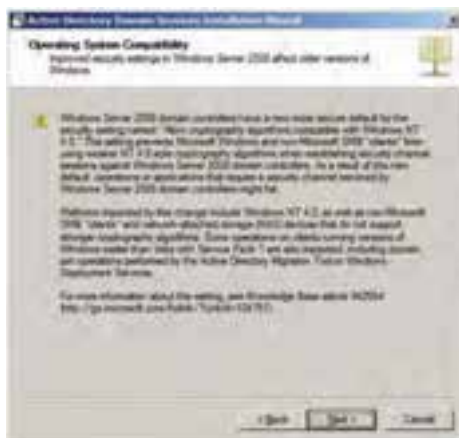 Active Directory Domain Services Installation Wizard
Operating System Compatibility
Improved security settings in Windows Server 2008 affect older versions of
Windows
Windows Server 2008 domain controllers have a new more secure default for the
security setting named "Allow cryptography algorithms compatible with Windows NT
4.0." This setting prevents Microsoft Windows and non-Microsoft SMB "clients" from
using weaker NT 4.0 style cryptography algorithms when establishing security channel
sessions against Windows Server 2008 domain controllers. As a result of this new
default, operations or applications that require a security channel serviced by
Windows Server 2008 domain controllers might fail.
Platforms impacted by this change include Windows NT 4.0, as well as non-Microsoft
SMB "clients" and network-attached storage (NAS) devices that do not support
stronger cryptography algorithms. Some operations on clients running versions of
Windows earlier than Vista with Service Pack 1 are also impacted, including domain
join operations performed by the Active Directory Migration Tool or Windows
Deployment Services.
For more information about this setting, see Knowledge Base article 942564
< Back
Next >
Cancel